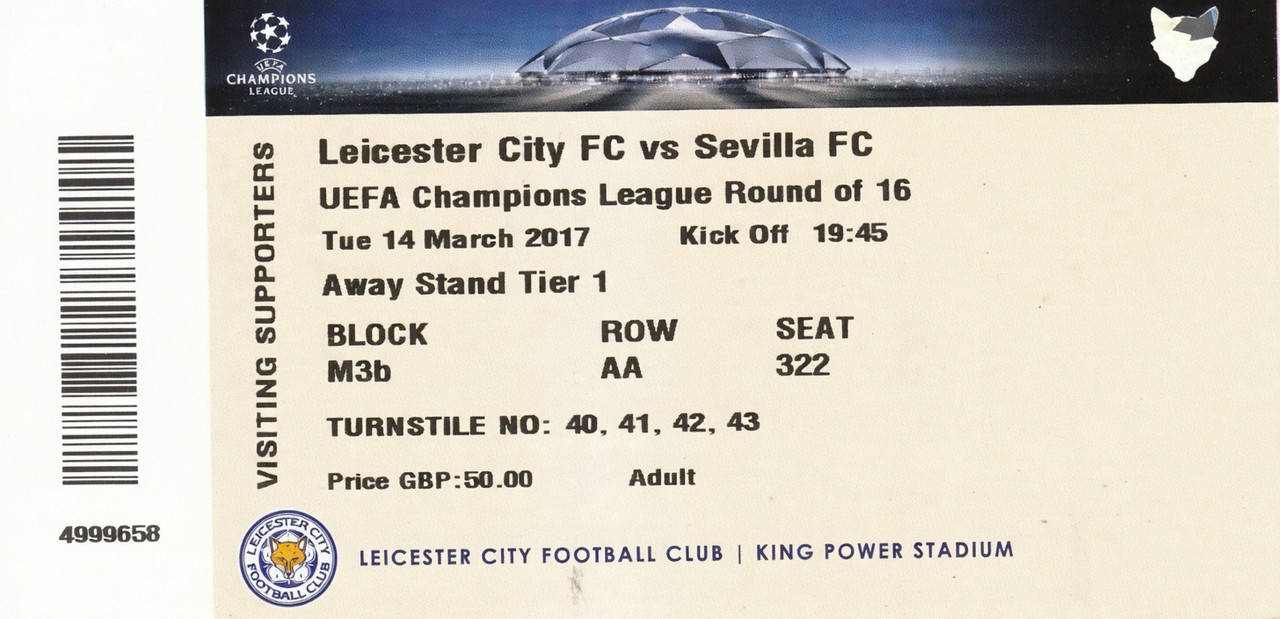 UEFA
CHAMPIONS
LEAGUE
VISITING SUPPORTERS
Leicester City FC vs Sevilla FC
UEFA Champions League Round of 16
Tue 14 March 2017 Kick Off 19:45
Away Stand Tier 1
BLOCK ROW SEAT
M3b AA 322
TURNSTILE NO: 40, 41, 42, 43
Price GBP:50.00 Adult
4999658
LEICESTER CITY
FOOTBALL CLUB
LEICESTER CITY FOOTBALL CLUB | KING POWER STADIUM